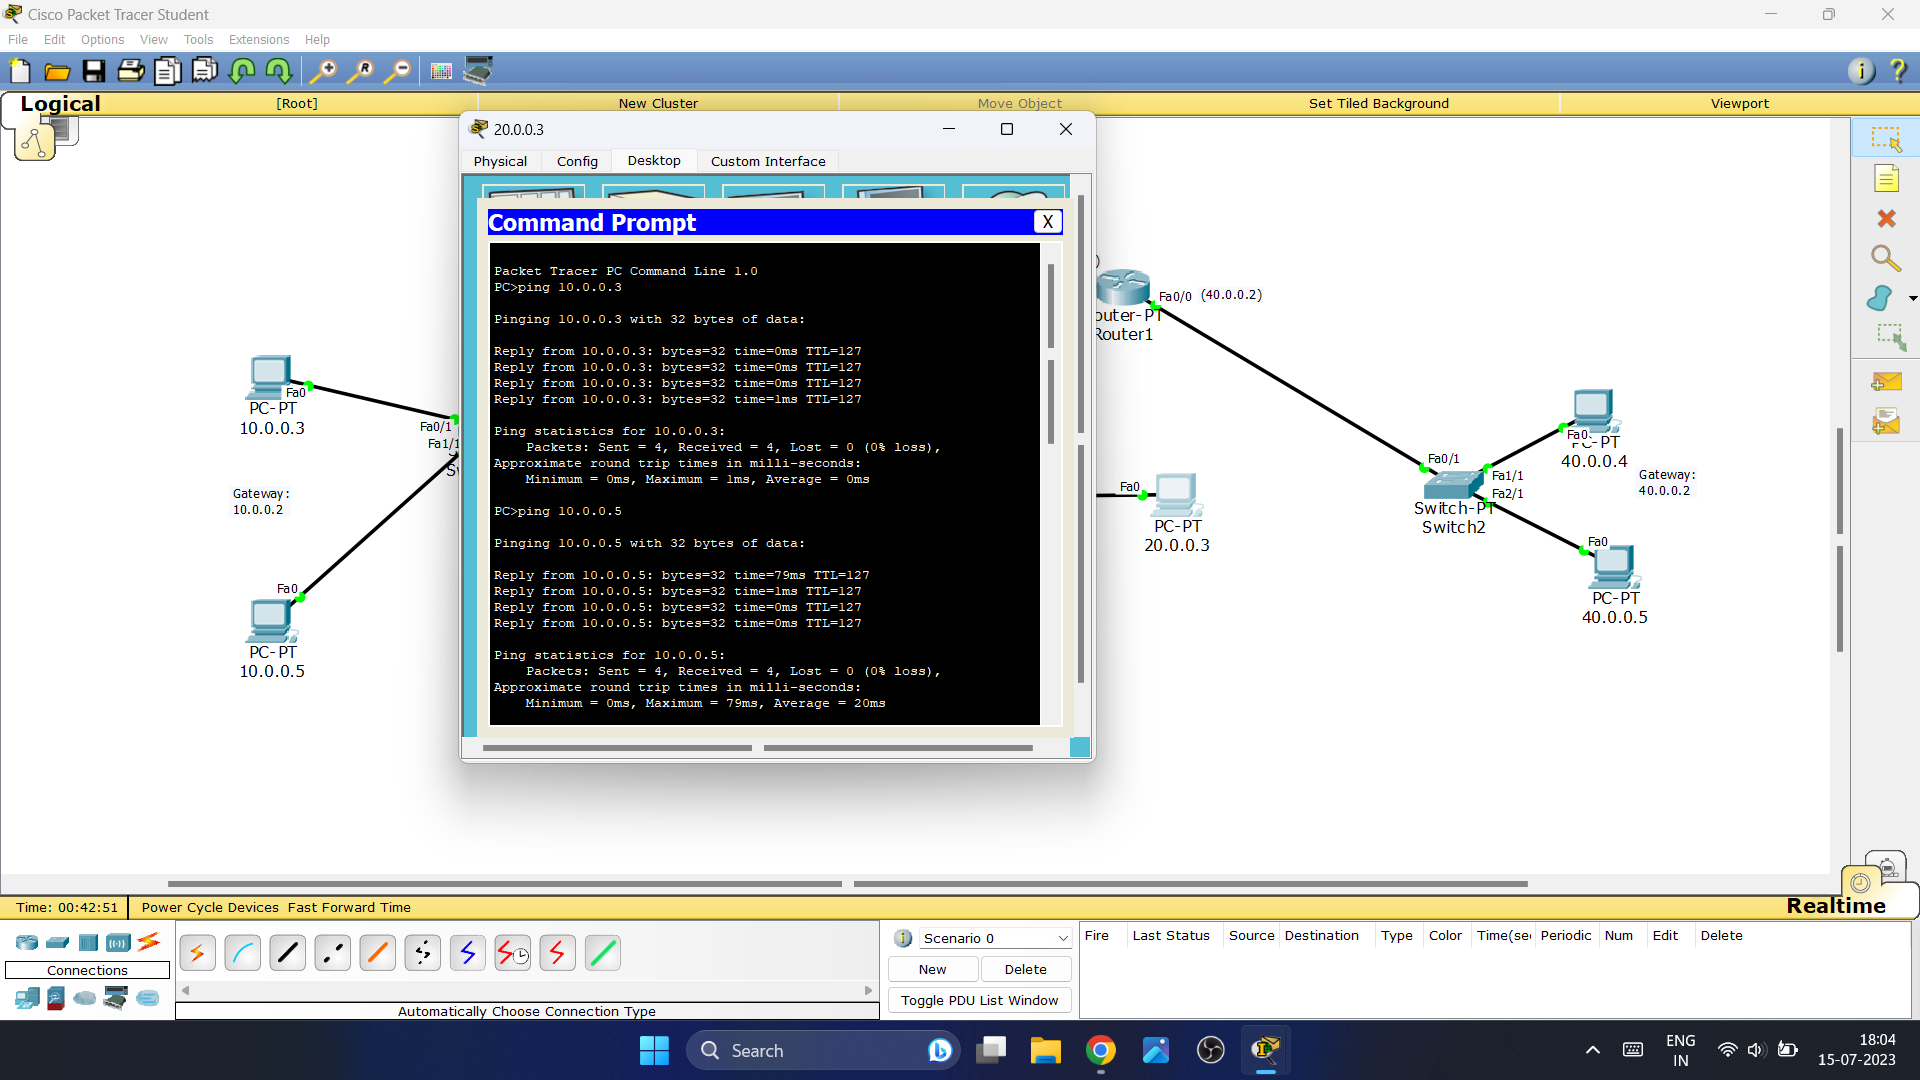 Cisco Packet Tracer Student
File Edit Options View Tools Extensions Help
Logical
[Root]
New Cluster
Move Object
Set Tiled Background
Viewport
20.0.0.3
Physical Config Desktop Custom Interface
Command Prompt
X
Packet Tracer PC Command Line 1.0
PC>ping 10.0.0.3
Pinging 10.0.0.3 with 32 bytes of data:
Reply from 10.0.0.3: bytes=32 time=0ms TTL=127
Reply from 10.0.0.3: bytes=32 time=0ms TTL=127
Reply from 10.0.0.3: bytes=32 time=0ms TTL=127
Reply from 10.0.0.3: bytes=32 time=1ms TTL=127
Ping statistics for 10.0.0.3:
Packets: Sent = 4, Received = 4, Lost = 0 (0% loss),
Approximate round trip times in milli-seconds:
Minimum = 0ms, Maximum = 1ms, Average = 0ms
PC>ping 10.0.0.5
Pinging 10.0.0.5 with 32 bytes of data:
Reply from 10.0.0.5: bytes=32 time=79ms TTL=127
Reply from 10.0.0.5: bytes=32 time=1ms TTL=127
Reply from 10.0.0.5: bytes=32 time=0ms TTL=127
Reply from 10.0.0.5: bytes=32 time=0ms TTL=127
Ping statistics for 10.0.0.5:
Packets: Sent = 4, Received = 4, Lost = 0 (0% loss),
Approximate round trip times in milli-seconds:
Minimum = 0ms, Maximum = 79ms, Average = 20ms
Fa0
PC-PT
10.0.0.3
Fa0/1
Fa1/1
Gateway:
10.0.0.2
Fa0
PC-PT
10.0.0.5
Fa0/0 (40.0.0.2)
outer-PT
Router1
Fa0
PC-PT
20.0.0.3
Fa0/1
Fa1/1
Fa2/1
Switch-PT
Switch2
Fa0
PC-PT
40.0.0.4
Gateway:
40.0.0.2
Fa0
PC-PT
40.0.0.5
Time: 00:42:51
Power Cycle Devices Fast Forward Time
Realtime
Connections
Automatically Choose Connection Type
Scenario 0
New Delete
Toggle PDU List Window
Fire Last Status Source Destination Type Color Time(sec Periodic Num Edit Delete
Search
ENG
IN
18:04
15-07-2023